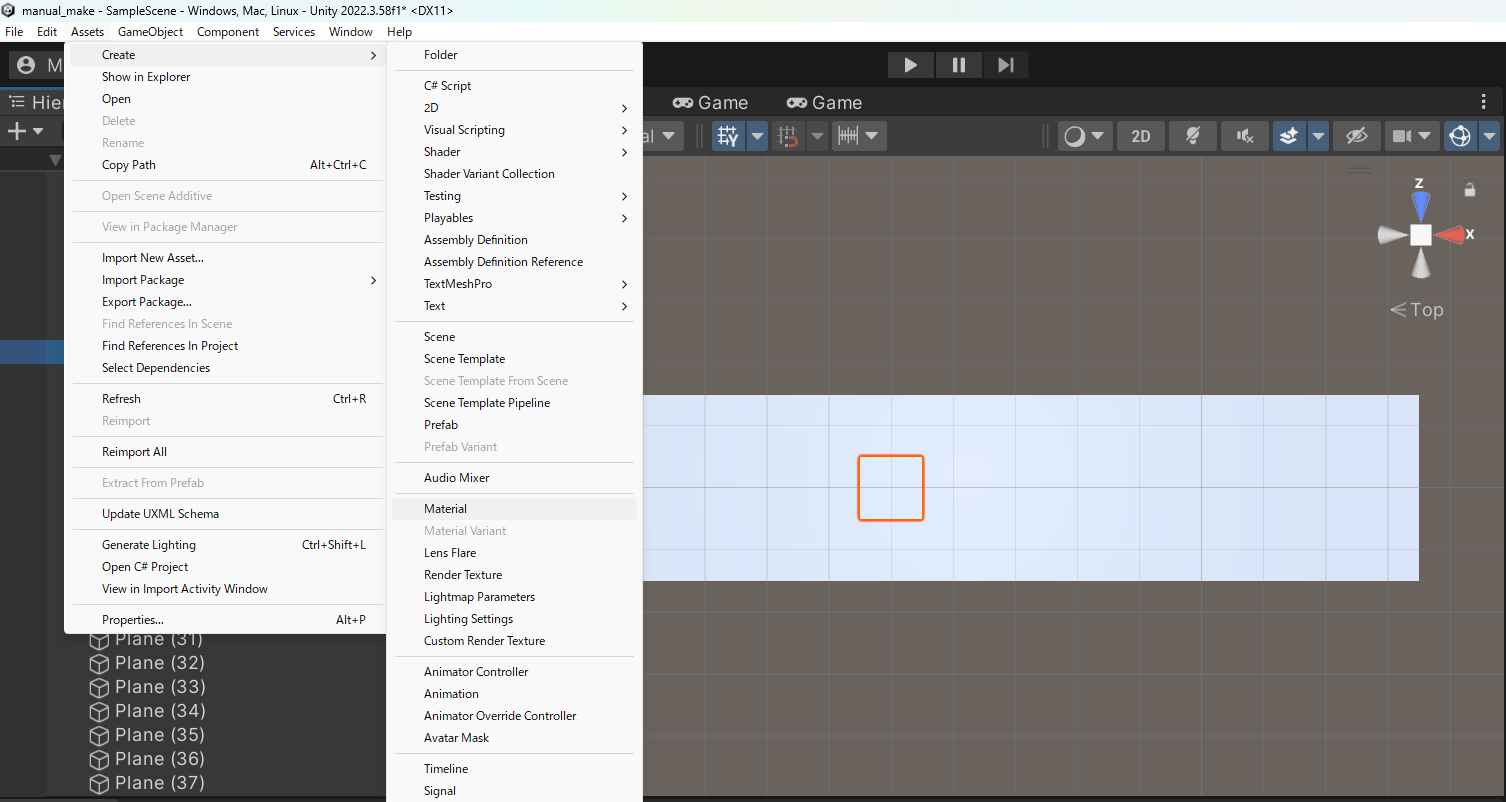 manual_make - SampleScene - Windows, Mac, Linux - Unity 2022.3.58f1* <DX11>
File Edit Assets GameObject Component Services Window Help
Create
Show in Explorer
Open
Delete
Rename
Copy Path Alt+Ctrl+C
Open Scene Additive
View in Package Manager
Import New Asset...
Import Package
Export Package...
Find References In Scene
Find References In Project
Select Dependencies
Refresh Ctrl+R
Reimport
Reimport All
Extract From Prefab
Update UXML Schema
Generate Lighting Ctrl+Shift+L
Open C# Project
View in Import Activity Window
Properties... Alt+P
Folder
C# Script
2D
Visual Scripting
Shader
Shader Variant Collection
Testing
Playables
Assembly Definition
Assembly Definition Reference
TextMeshPro
Text
Scene
Scene Template
Scene Template From Scene
Scene Template Pipeline
Prefab
Prefab Variant
Audio Mixer
Material
Material Variant
Lens Flare
Render Texture
Lightmap Parameters
Lighting Settings
Custom Render Texture
Animator Controller
Animation
Animator Override Controller
Avatar Mask
Timeline
Signal
M
Hie
Plane (31)
Plane (32)
Plane (33)
Plane (34)
Plane (35)
Plane (36)
Plane (37)
Game Game
al
2D
Y
z
x
Top